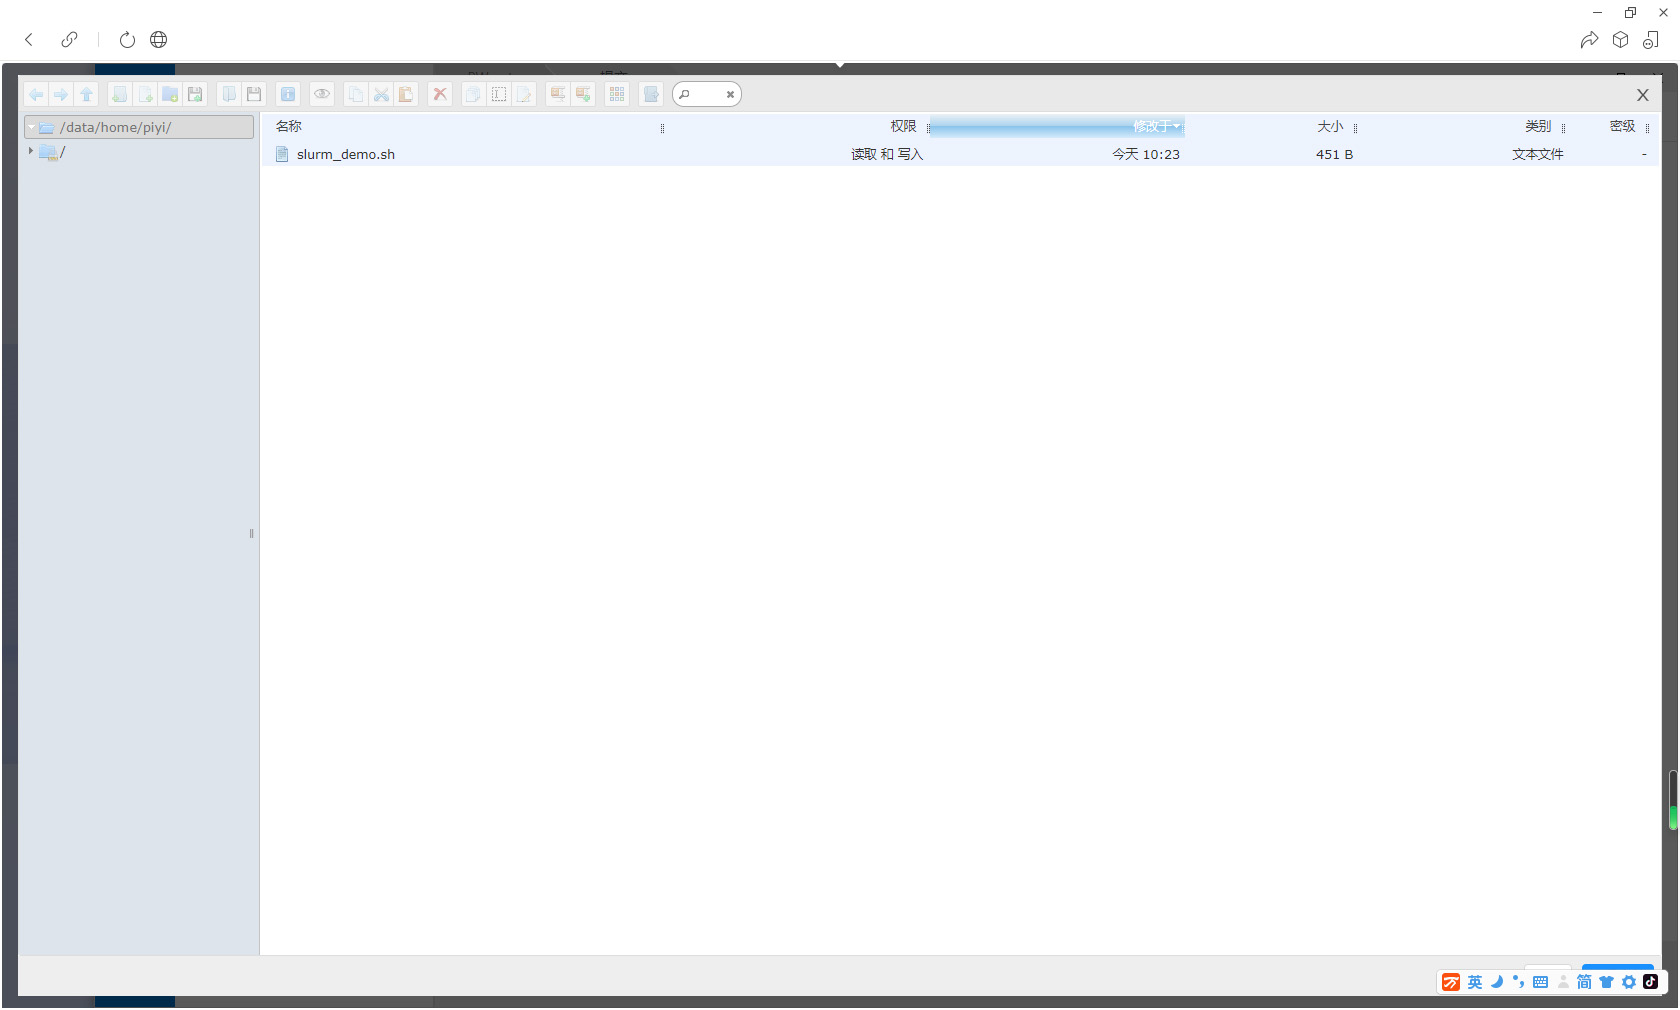 /data/home/piyi/
/
名称 权限 修改于 大小 类别 密级
slurm_demo.sh 读取 和 写入 今天 10:23 451 B 文本文件 -
X
英 简